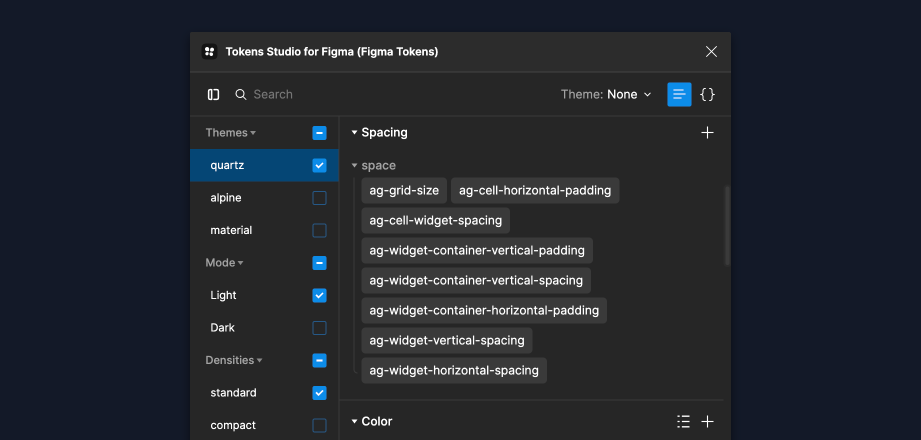 Tokens Studio for Figma (Figma Tokens)
Search
Theme: None
{}
Themes
quartz
alpine
material
Mode
Light
Dark
Densities
standard
compact
Spacing
space
ag-grid-size ag-cell-horizontal-padding
ag-cell-widget-spacing
ag-widget-container-vertical-padding
ag-widget-container-vertical-spacing
ag-widget-container-horizontal-padding
ag-widget-vertical-spacing
ag-widget-horizontal-spacing
Color